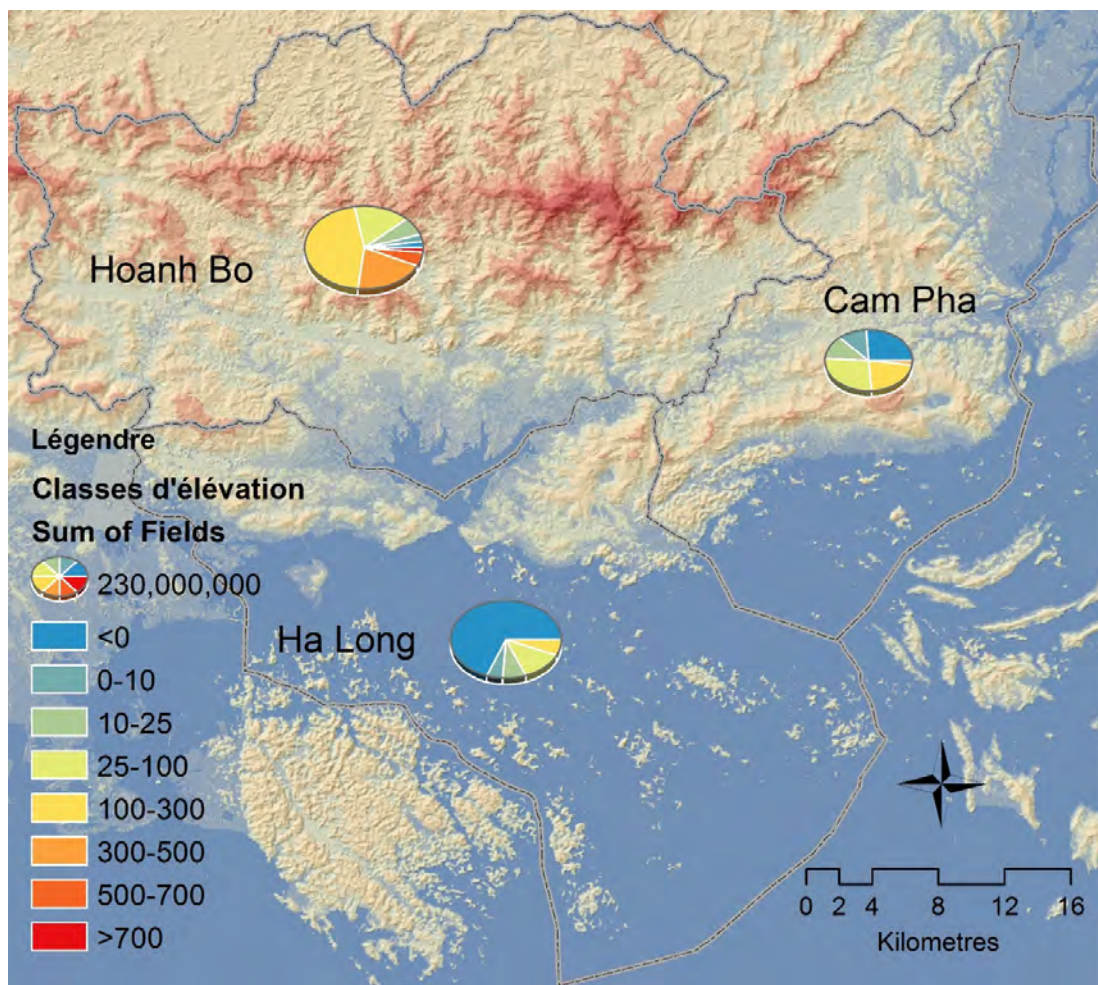 Hoanh Bo
Cam Pha
Légendre
Classes d'élévation
Sum of Fields
230,000,000
<0
0-10
10-25
25-100
100-300
300-500
500-700
>700
Ha Long
0 2 4 8 12 16
Kilometres